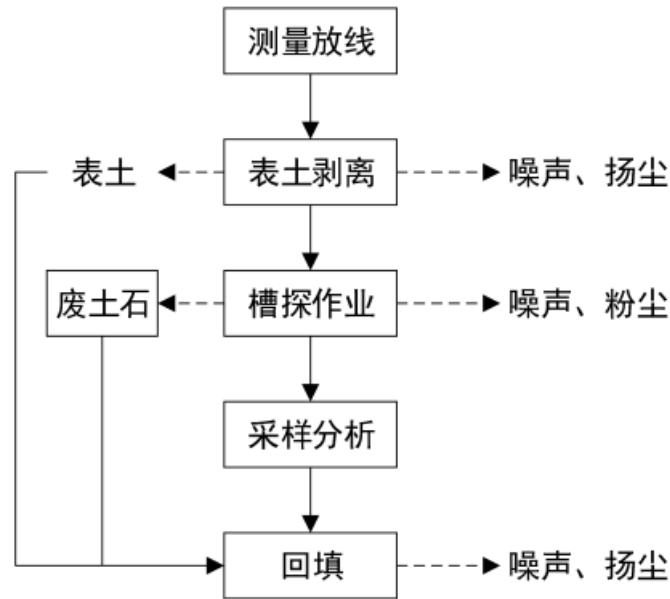 测量放线
表土 表土剥离 噪声、扬尘
废土石 槽探作业 噪声、粉尘
采样分析
回填 噪声、扬尘